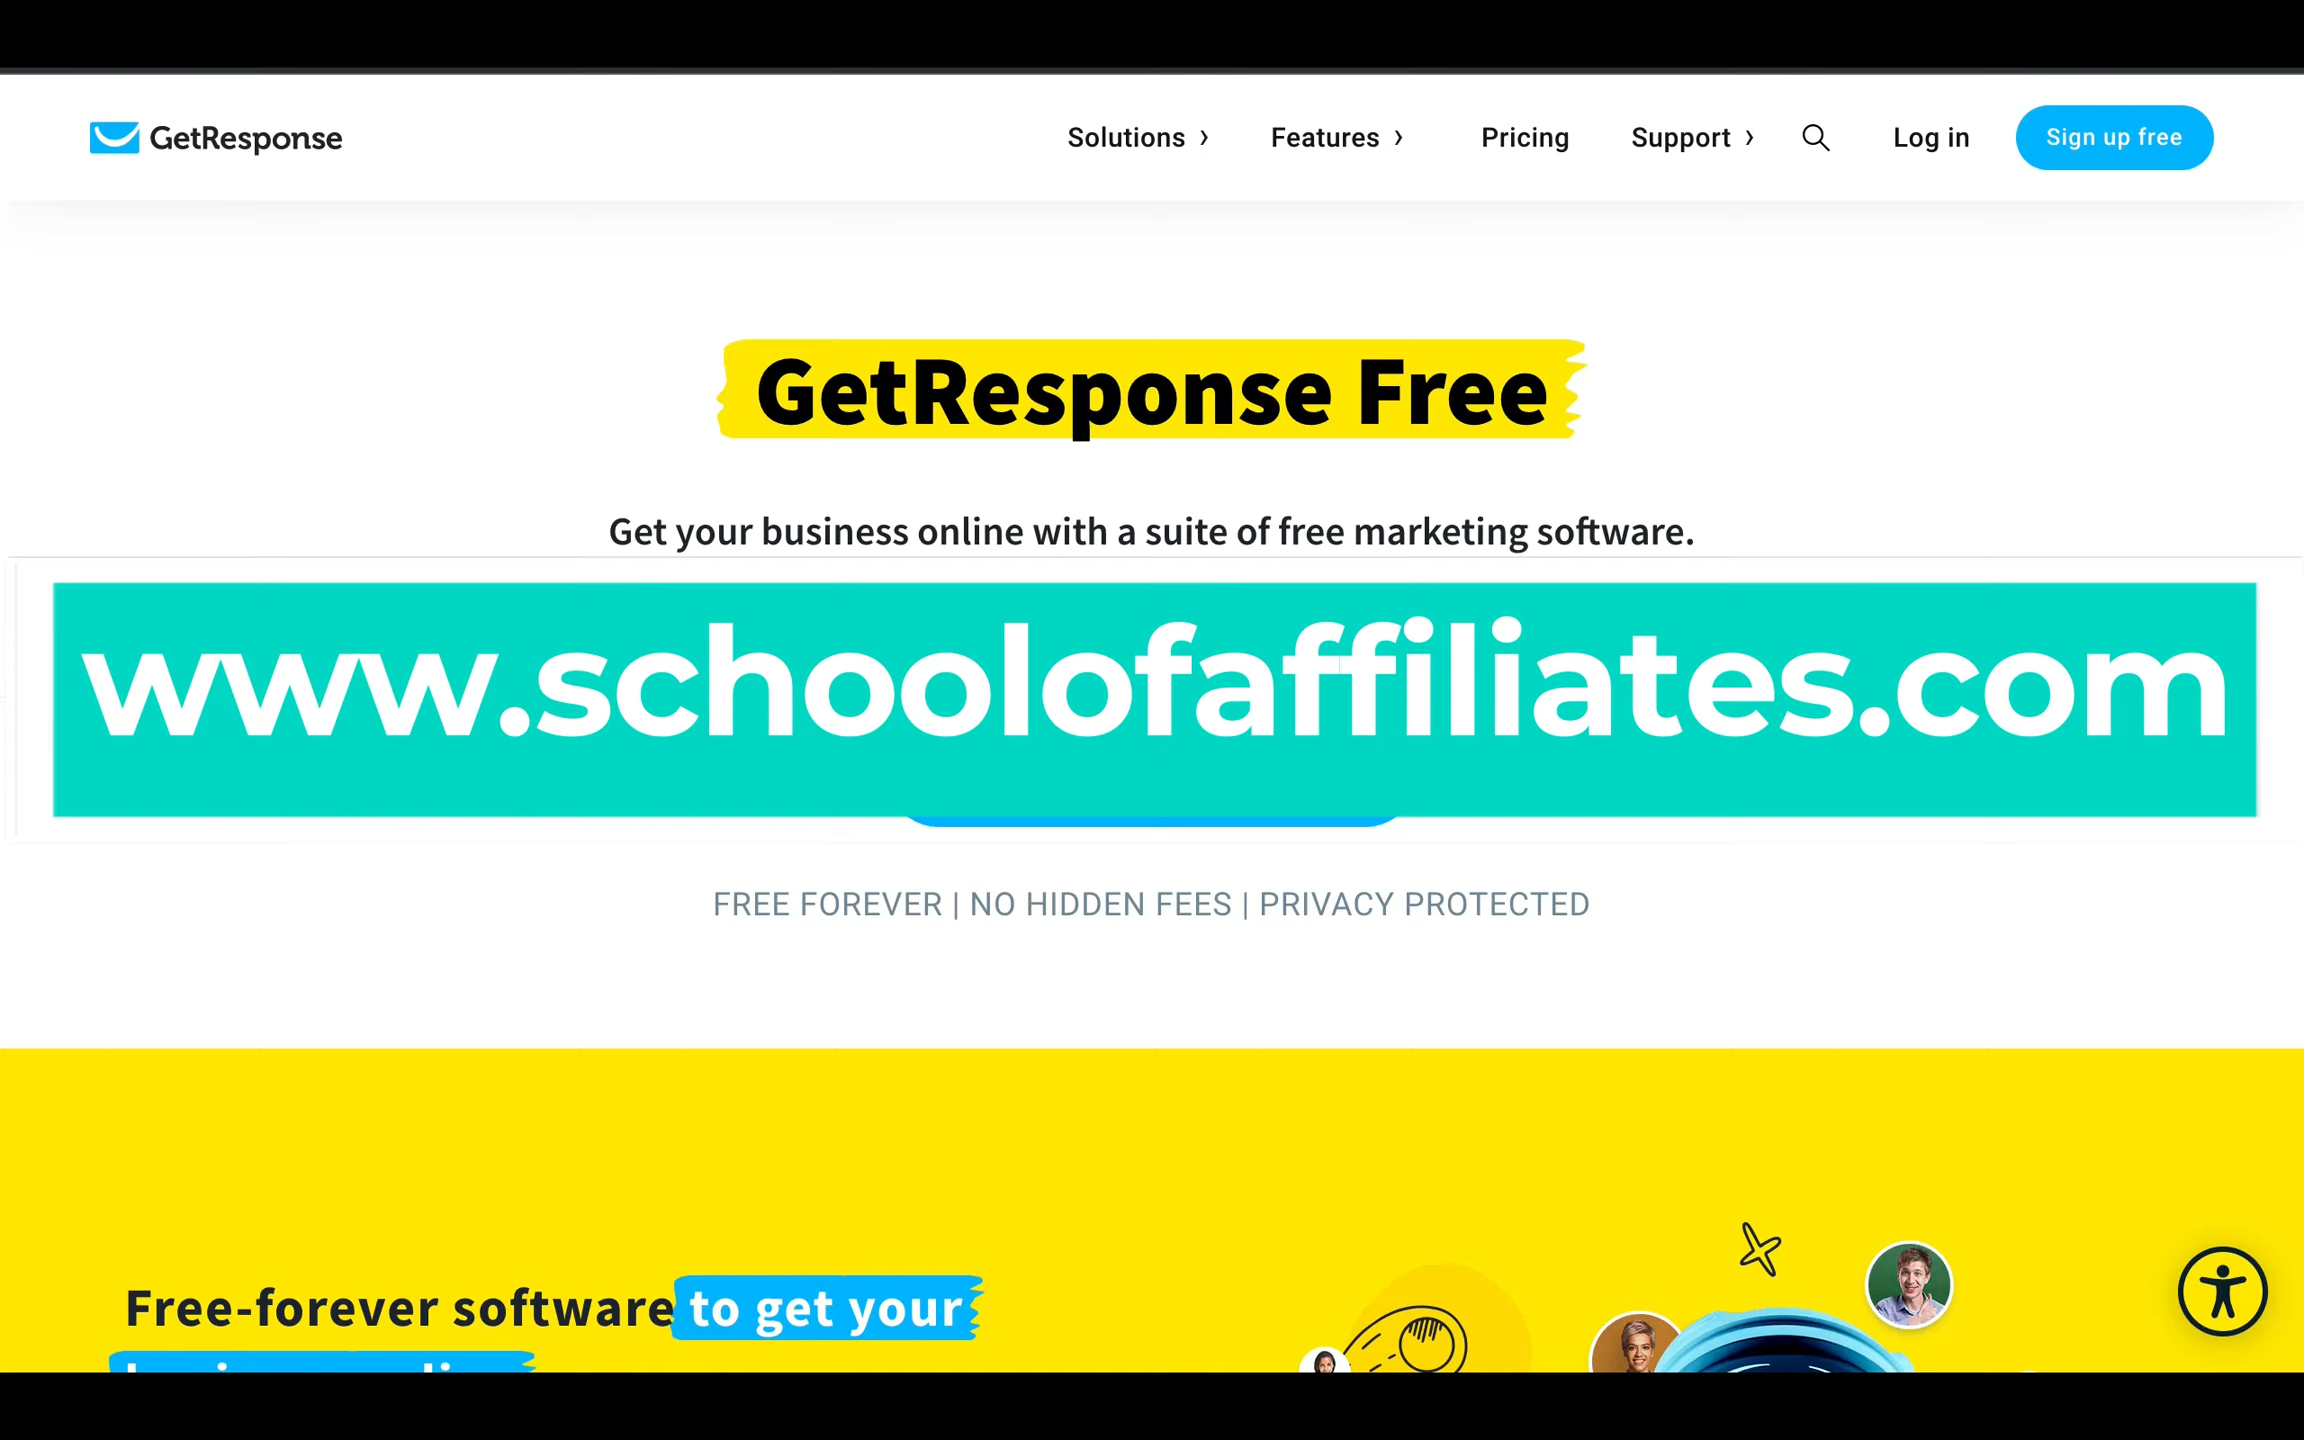 GetResponse
Solutions
Features
Pricing
Support
Log in
Sign up free
GetResponse Free
Get your business online with a suite of free marketing software.
www.schoolofaffiliates.com
FREE FOREVER | NO HIDDEN FEES | PRIVACY PROTECTED
Free-forever software to get your